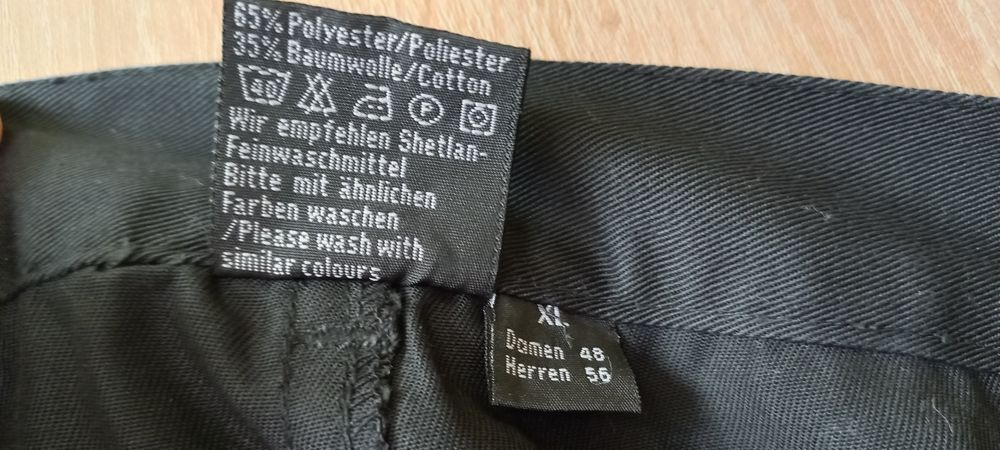 65% Polyester/Poliester
35% Baumwolle/Cotton
40 P
Wir empfehlen Shetlan-
Feinwaschmittel
Bitte mit ähnlichen
Farben waschen
/Please wash with
similar colours
XL
Damen 48
Herren 56